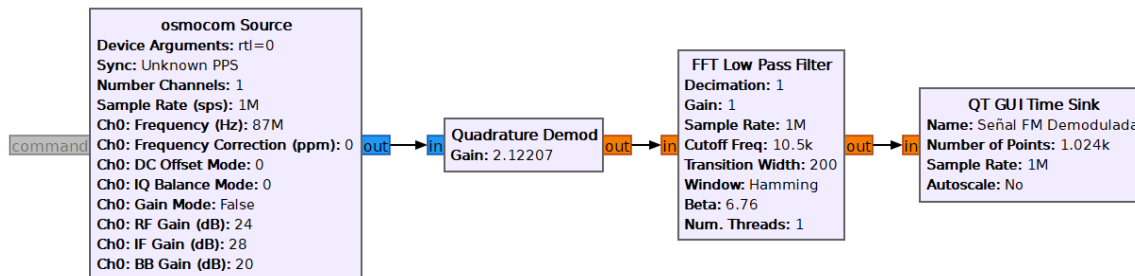 osmocom Source
Device Arguments: rtl=0
Sync: Unknown PPS
Number Channels: 1
Sample Rate (sps): 1M
Ch0: Frequency (Hz): 87M
Ch0: Frequency Correction (ppm): 0
Ch0: DC Offset Mode: 0
Ch0: IQ Balance Mode: 0
Ch0: Gain Mode: False
Ch0: RF Gain (dB): 24
Ch0: IF Gain (dB): 28
Ch0: BB Gain (dB): 20
command
out
in
Quadrature Demod
Gain: 2.12207
out
in
FFT Low Pass Filter
Decimation: 1
Gain: 1
Sample Rate: 1M
Cutoff Freq: 10.5k
Transition Width: 200
Window: Hamming
Beta: 6.76
Num. Threads: 1
out
in
QT GUI Time Sink
Name: Señal FM Demodulada
Number of Points: 1.024k
Sample Rate: 1M
Autoscale: No